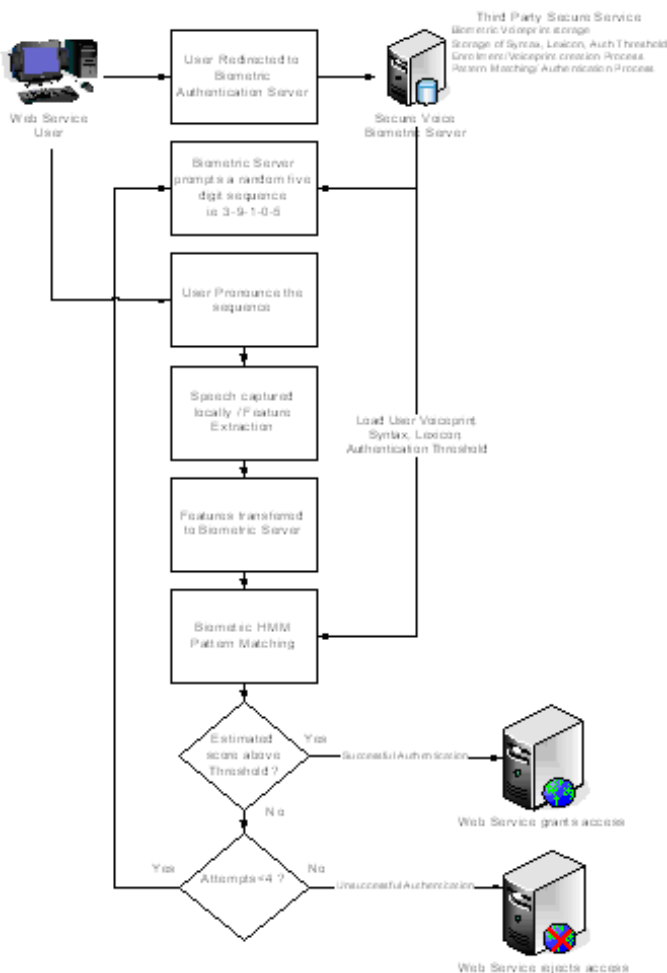 Third Party Secure Service
Biometric Voiceprint storage
Storage of Syntax, Lexicon, Auth Threshold
Enrolment/Voiceprint creation Process
Pattern Matching/ Authentication Process
User Redirected to
Biometric
Authentication Server
Web Service
User
Secure Voice
Biometric Server
Biometric Server
prompts a random five
digit sequence
ie 3-9-1-0-5
User Pronounce the
sequence
Speech captured
locally / Feature
Extraction
Load User Voiceprint
Syntax, Lexicon,
Authentication Threshold
Features transferred
to Biometric Server
Biometric HMM
Pattern Matching
Estimated
score above
Threshold ?
Yes
Successful Authentication
No
Web Service grants access
Yes
Attempts<4 ?
No
Unsuccessful Authentication
Web Service rejects access